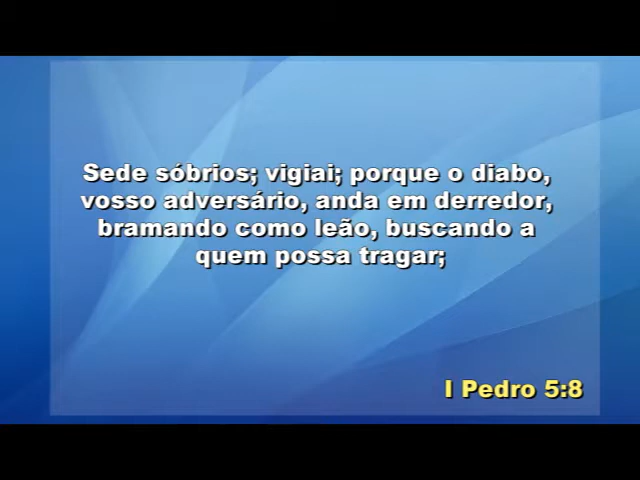 Sede sóbrios; vigiai; porque o diabo,
vosso adversário, anda em derredor,
bramando como leão, buscando a
quem possa tragar;
I Pedro 5:8